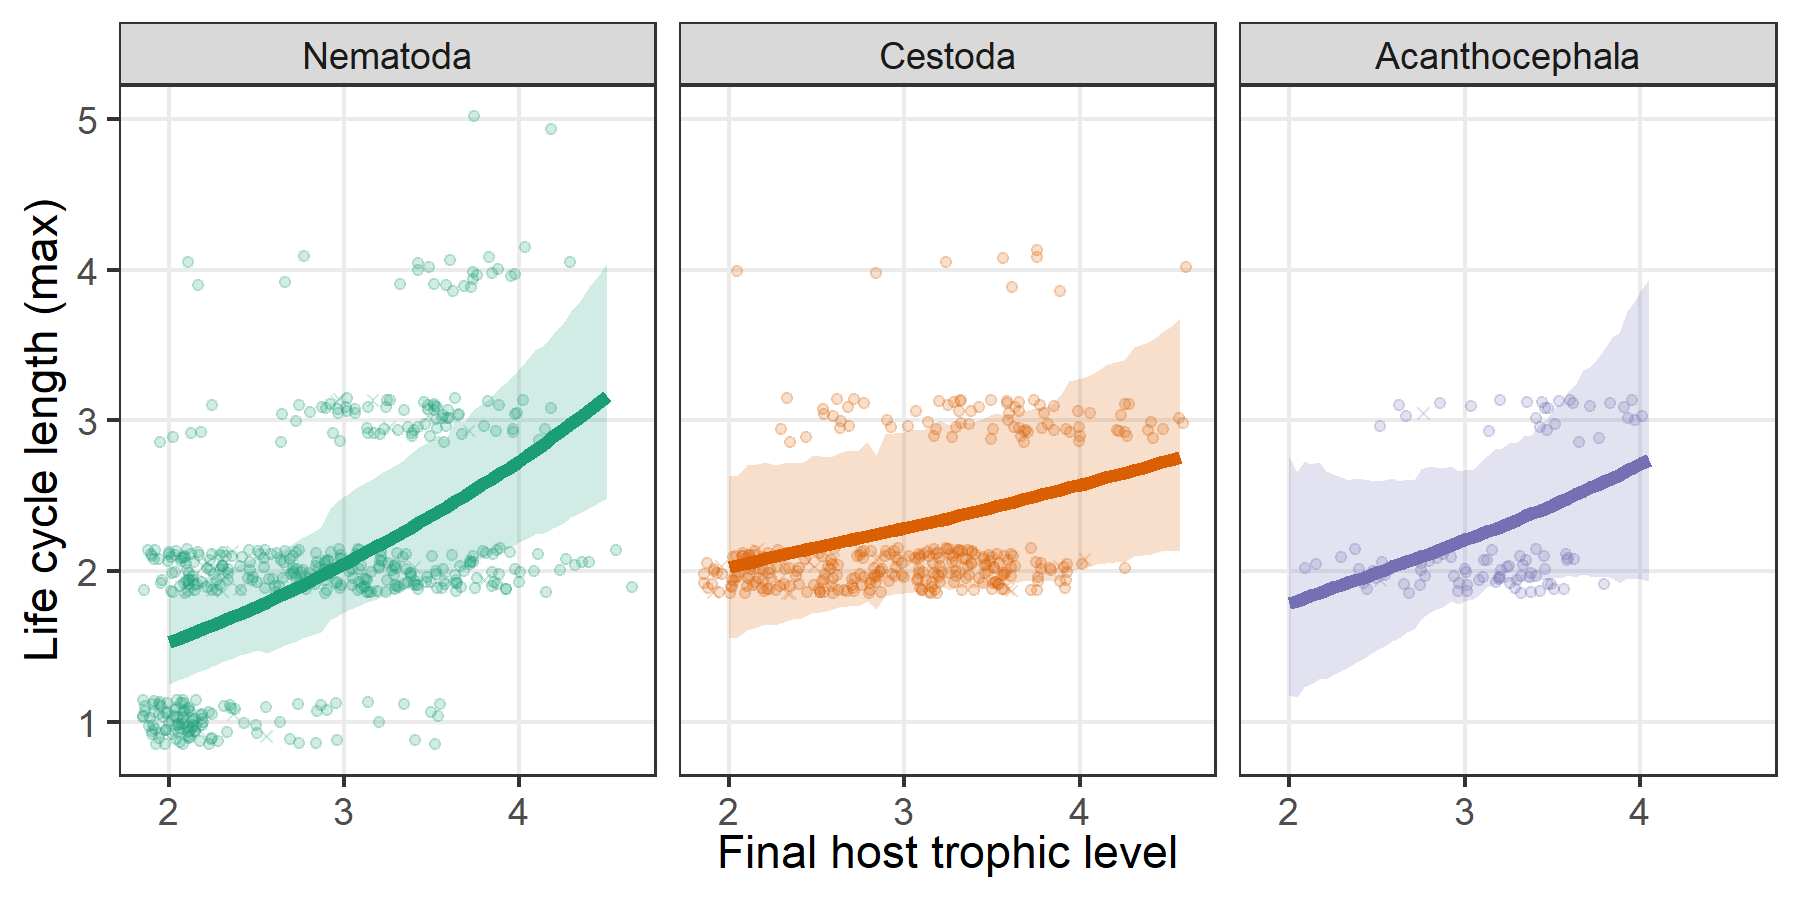 Nematoda Cestoda Acanthocephala
Life cycle length (max)
5
4
3
2
1
2 3 4 2 3 4 2 3 4
Final host trophic level